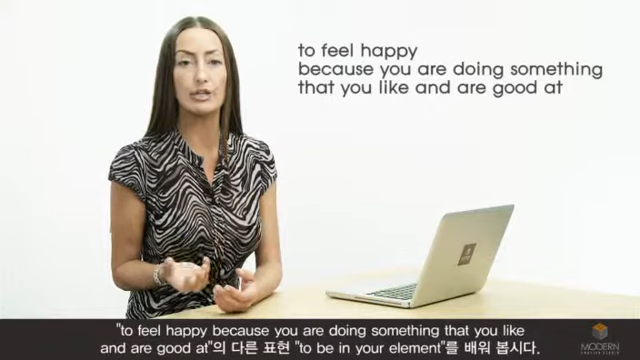 to feel happy
because you are doing something
that you like and are good at
"to feel happy because you are doing something that you like
and are good at"의 다른 표현 "to be in your element"를 배워 봅시다.
MODERN